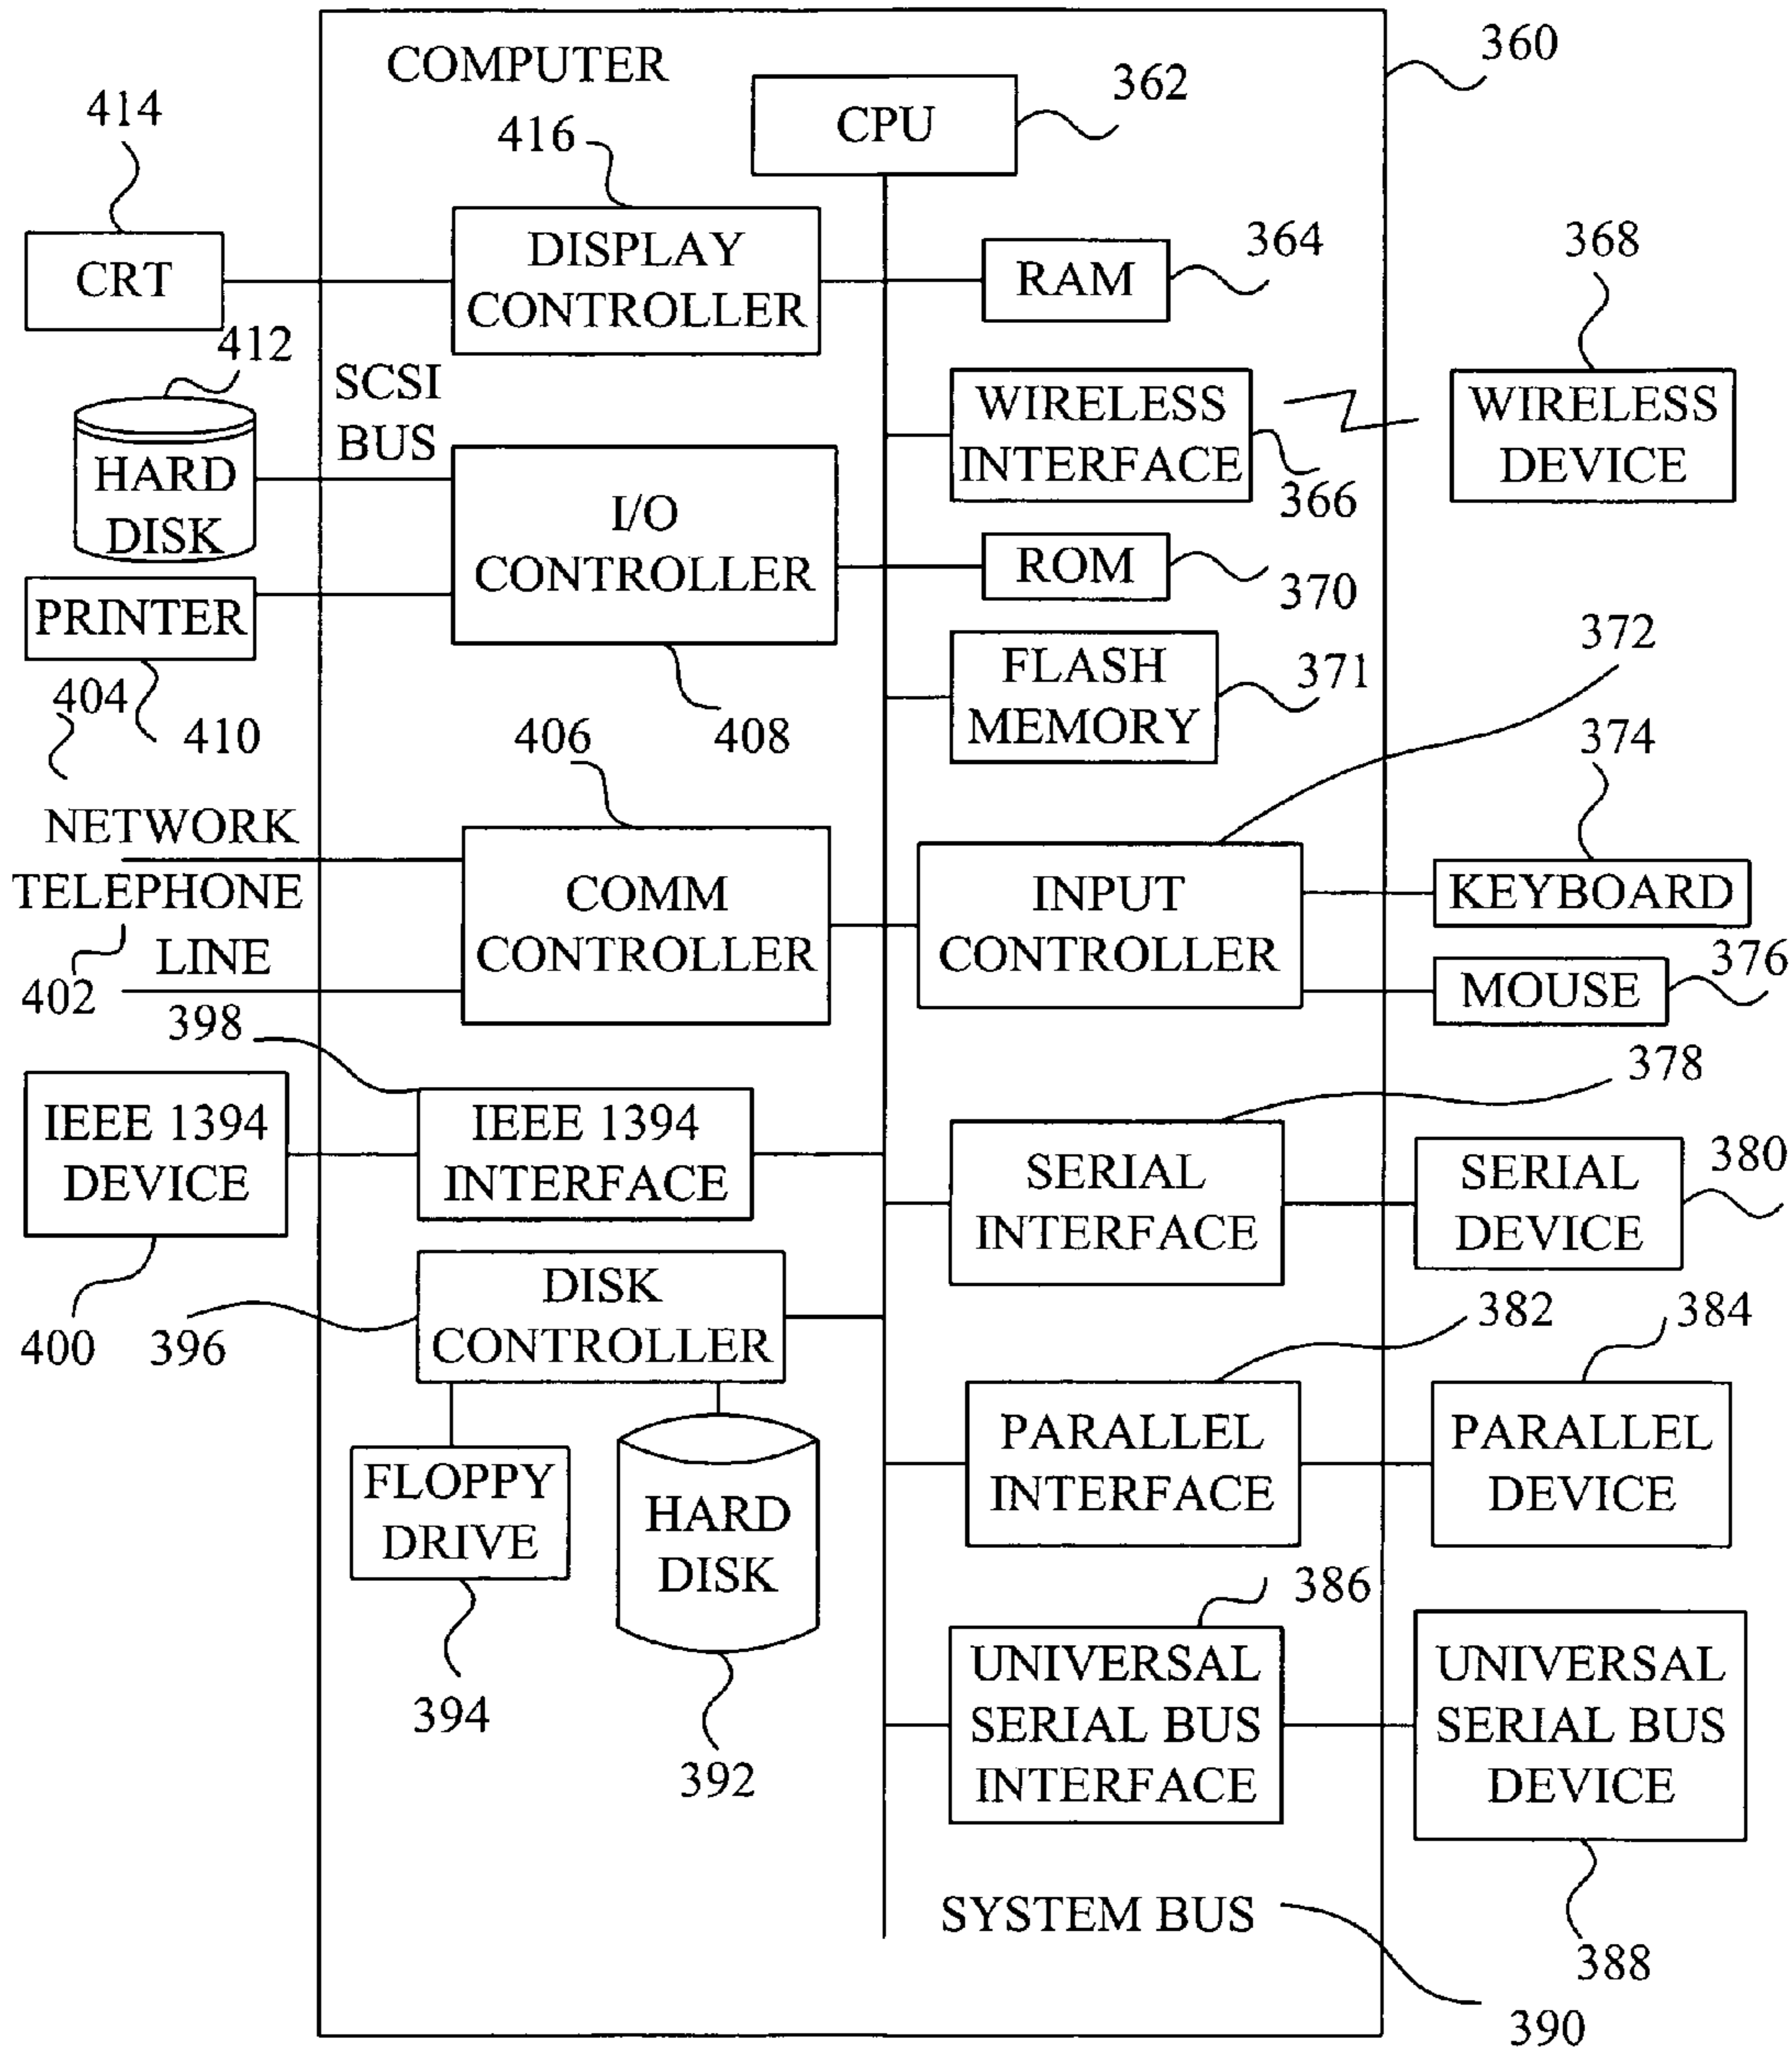 COMPUTER
360
CPU
362
414
416
CRT
DISPLAY
CONTROLLER
RAM
364
368
412
SCSI
BUS
HARD
DISK
WIRELESS
INTERFACE
366
WIRELESS
DEVICE
I/O
CONTROLLER
ROM
370
PRINTER
404
410
408
FLASH
MEMORY
371
372
374
406
NETWORK
TELEPHONE
LINE
402
COMM
CONTROLLER
INPUT
CONTROLLER
KEYBOARD
MOUSE
376
398
378
IEEE 1394
DEVICE
400
IEEE 1394
INTERFACE
SERIAL
INTERFACE
SERIAL
DEVICE
380
396
DISK
CONTROLLER
382
384
FLOPPY
DRIVE
394
HARD
DISK
392
PARALLEL
INTERFACE
PARALLEL
DEVICE
386
UNIVERSAL
SERIAL BUS
INTERFACE
UNIVERSAL
SERIAL BUS
DEVICE
388
SYSTEM BUS
390